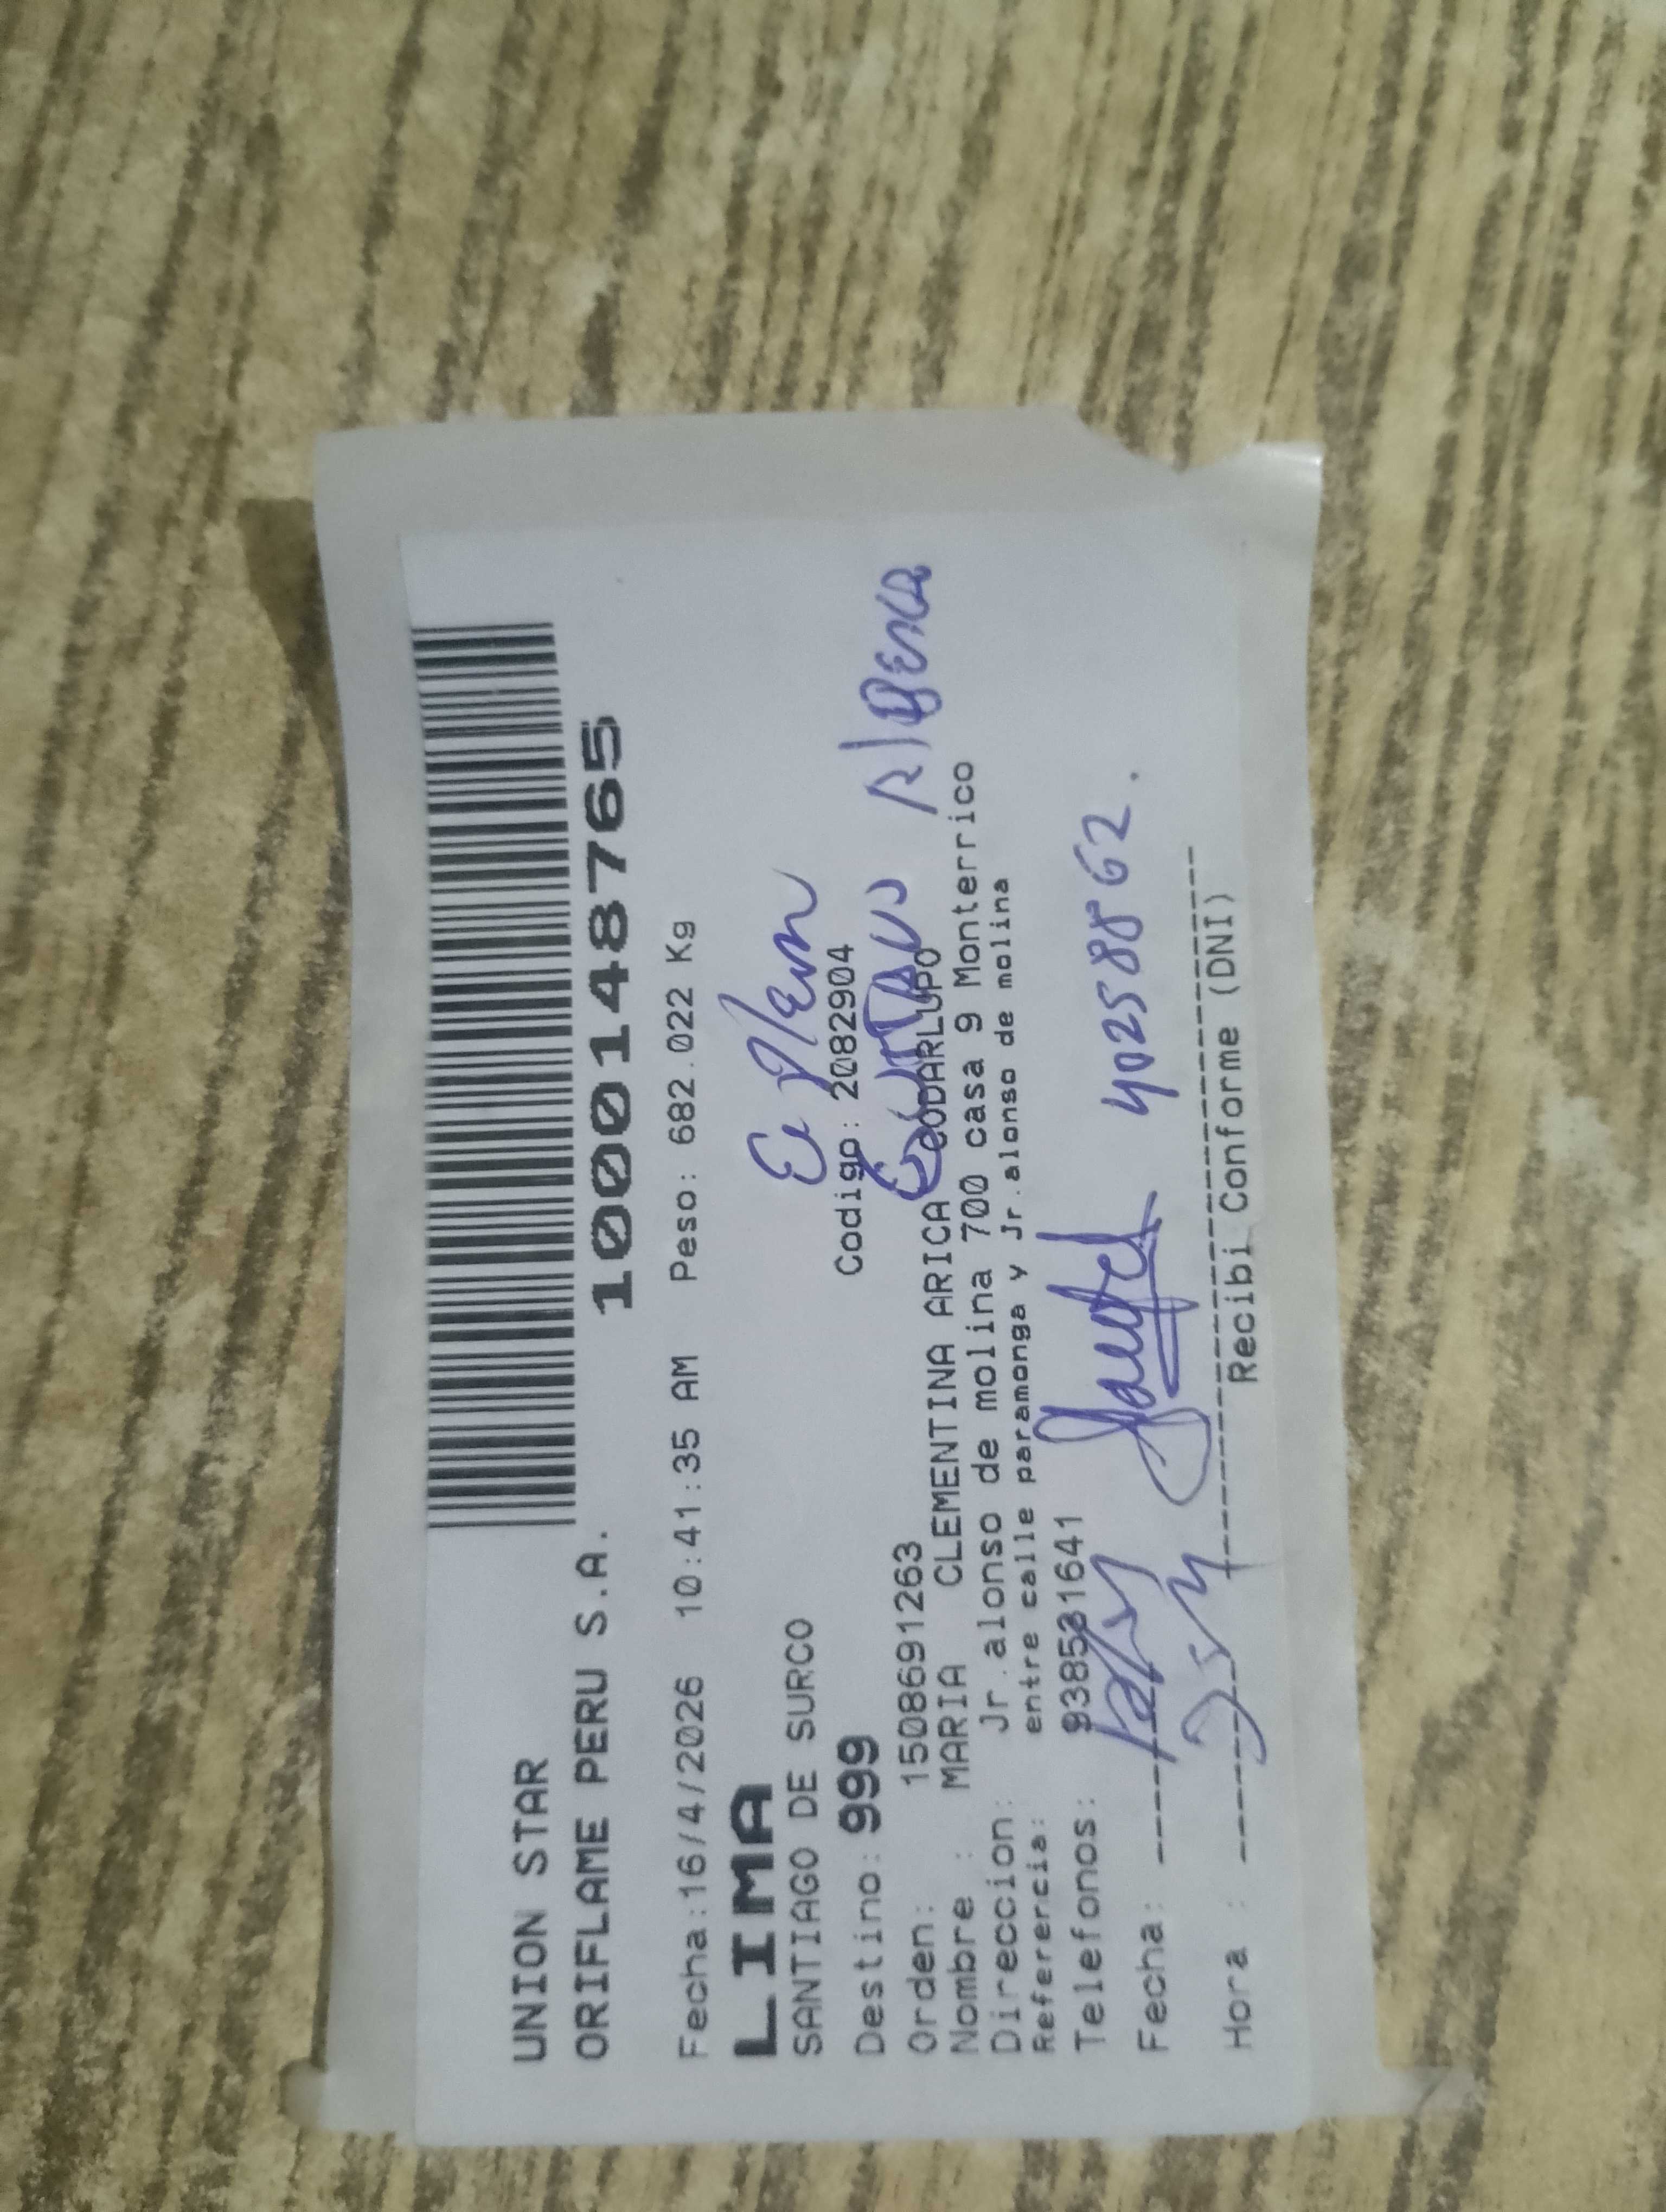 UNION STAR
ORIFLAME PERU S.A.
1000148765
Fecha:16/4/2026 10:41:35 AM Peso: 682.022 Kg
LIMA
SANTIAGO DE SURCO
Destino: 999 Codigo: 2082904
Orden: 1508691263
Nombre : MARIA CLEMENTINA ARICA
Direccion: Jr.alonso de molina 700 casa 9 Monterrico
Referercia: entre calle paramonga y Jr.alonso de molina
Telefonos:
40258862.
Fecha:
Hora :
Recibi Conforme (DNI)